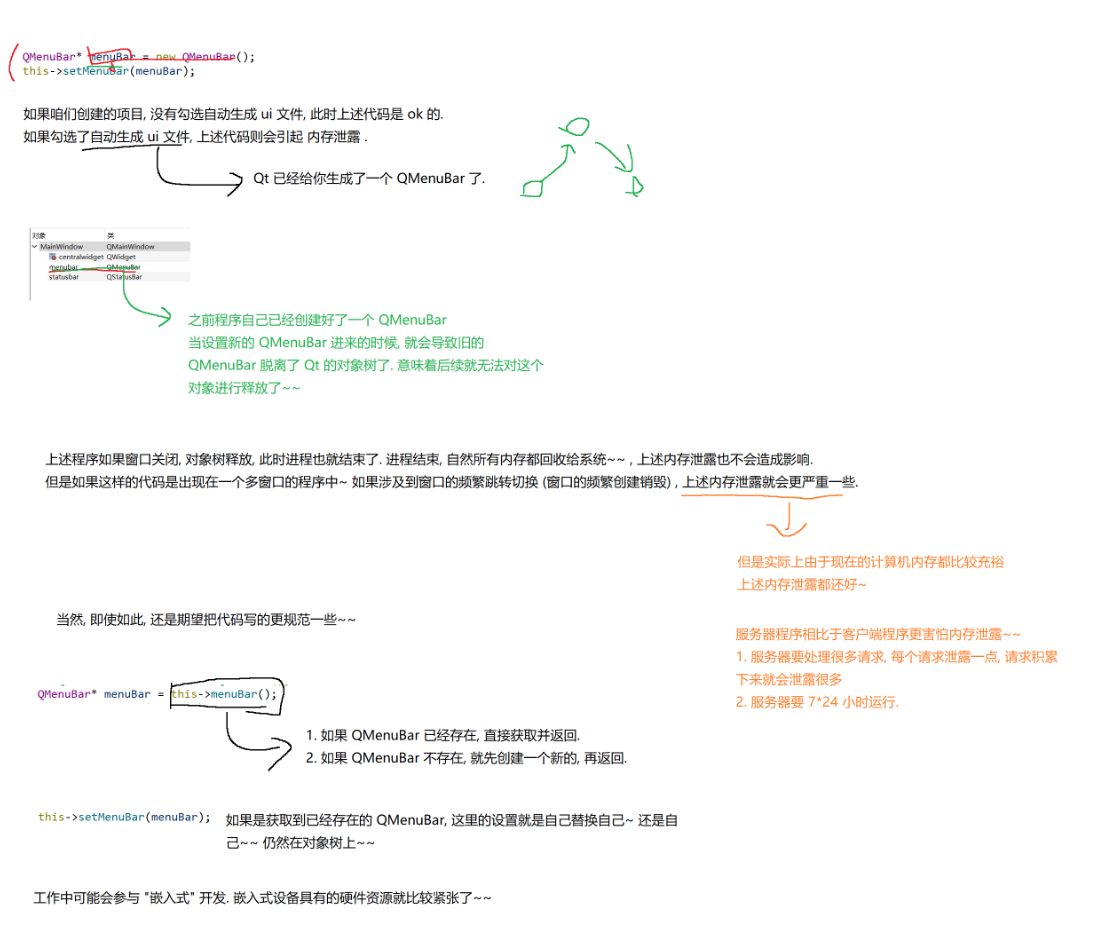 QMenuBar* menuBar = new QMenuBar();
this->setMenuBar(menuBar);
如果咱们创建的项目, 没有勾选自动生成 ui 文件, 此时上述代码是 ok 的.
如果勾选了自动生成 ui 文件, 上述代码则会引起 内存泄露 .
Qt 已经给你生成了一个 QMenuBar 了.
对象 类
MainWindow QMainWindow
centralwidget QWidget
menubar QMenuBar
statusbar QStatusBar
之前程序自己已经创建好了一个 QMenuBar
当设置新的 QMenuBar 进来的时候, 就会导致旧的
QMenuBar 脱离了 Qt 的对象树了. 意味着后续就无法对这个
对象进行释放了~~
上述程序如果窗口关闭, 对象树释放, 此时进程也就结束了. 进程结束, 自然所有内存都回收给系统~~ , 上述内存泄露也不会造成影响.
但是如果这样的代码是出现在一个多窗口的程序中~ 如果涉及到窗口的频繁跳转切换 (窗口的频繁创建销毁) , 上述内存泄露就会更严重一些.
但是实际上由于现在的计算机内存都比较充裕
上述内存泄露都还好~
当然, 即使如此, 还是期望把代码写的更规范一些~~
服务器程序相比于客户端程序更害怕内存泄露~~
1. 服务器要处理很多请求, 每个请求泄露一点, 请求积累
下来就会泄露很多
2. 服务器要 7*24 小时运行.
QMenuBar* menuBar = this->menuBar();
1. 如果 QMenuBar 已经存在, 直接获取并返回.
2. 如果 QMenuBar 不存在, 就先创建一个新的, 再返回.
this->setMenuBar(menuBar);
如果是获取到已经存在的 QMenuBar, 这里的设置就是自己替换自己~ 还是自
己~~ 仍然在对象树上~~
工作中可能会参与 "嵌入式" 开发. 嵌入式设备具有的硬件资源就比较紧张了~~